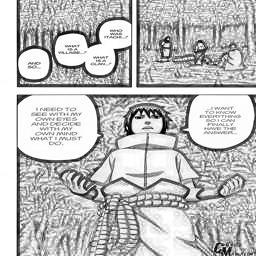 WHO
WAS
ITACHI...?
WHAT
IS A
VILLAGE...?
WHAT
IS A
CLAN...?
AND
SO...
I NEED TO
SEE WITH MY
OWN EYES
AND DECIDE
WITH MY
OWN MIND
WHAT I MUST
DO.
I WANT
TO KNOW
EVERYTHING
SO I CAN
FINALLY
HAVE THE
ANSWER...